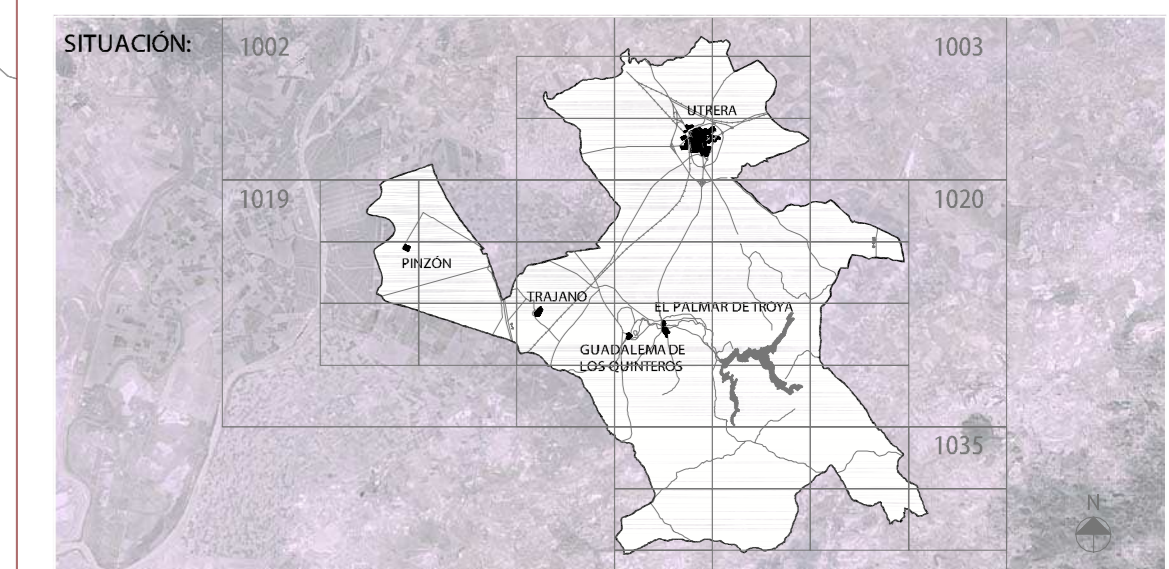 SITUACIÓN:
1002
1003
UTRERA
1019
1020
PINZÓN
TRAJANO
EL PALMAR DE TROYA
GUADALEMA DE
LOS QUINTEROS
1035
N